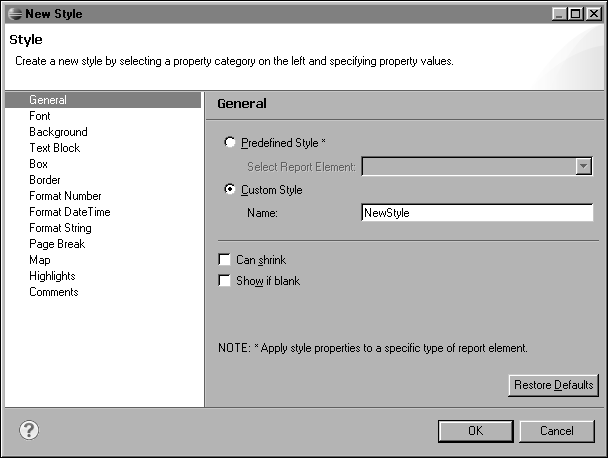 New Style
Style
Create a new style by selecting a property category on the left and specifying property values.
General
Font
Background
Text Block
Box
Border
Format Number
Format DateTime
Format String
Page Break
Map
Highlights
Comments
General
Predefined Style *
Select Report Element:
Custom Style
Name: NewStyle
Can shrink
Show if blank
NOTE: * Apply style properties to a specific type of report element.
Restore Defaults
?
OK Cancel